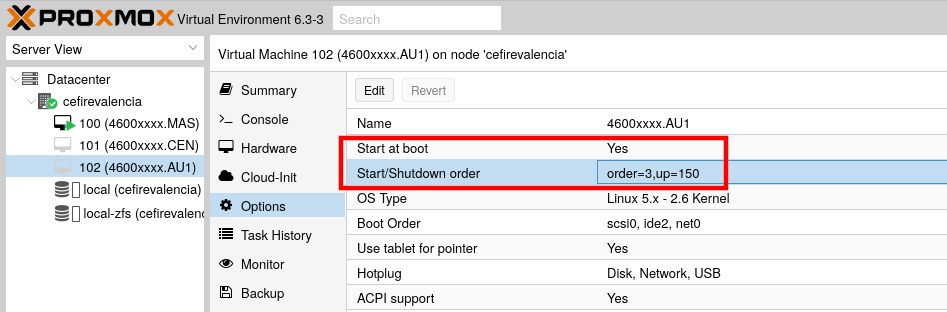 PROXMOX Virtual Environment 6.3-3 Search
Server View
Virtual Machine 102 (4600xxxx.AU1) on node 'cefirevalencia'
Datacenter
cefirevalencia
100 (4600xxxx.MAS)
101 (4600xxxx.CEN)
102 (4600xxxx.AU1)
local (cefirevalencia)
local-zfs (cefirevalenc
Summary
Console
Hardware
Cloud-Init
Options
Task History
Monitor
Backup
Edit Revert
Name 4600xxxx.AU1
Start at boot Yes
Start/Shutdown order order=3,up=150
OS Type Linux 5.x - 2.6 Kernel
Boot Order scsi0, ide2, net0
Use tablet for pointer Yes
Hotplug Disk, Network, USB
ACPI support Yes